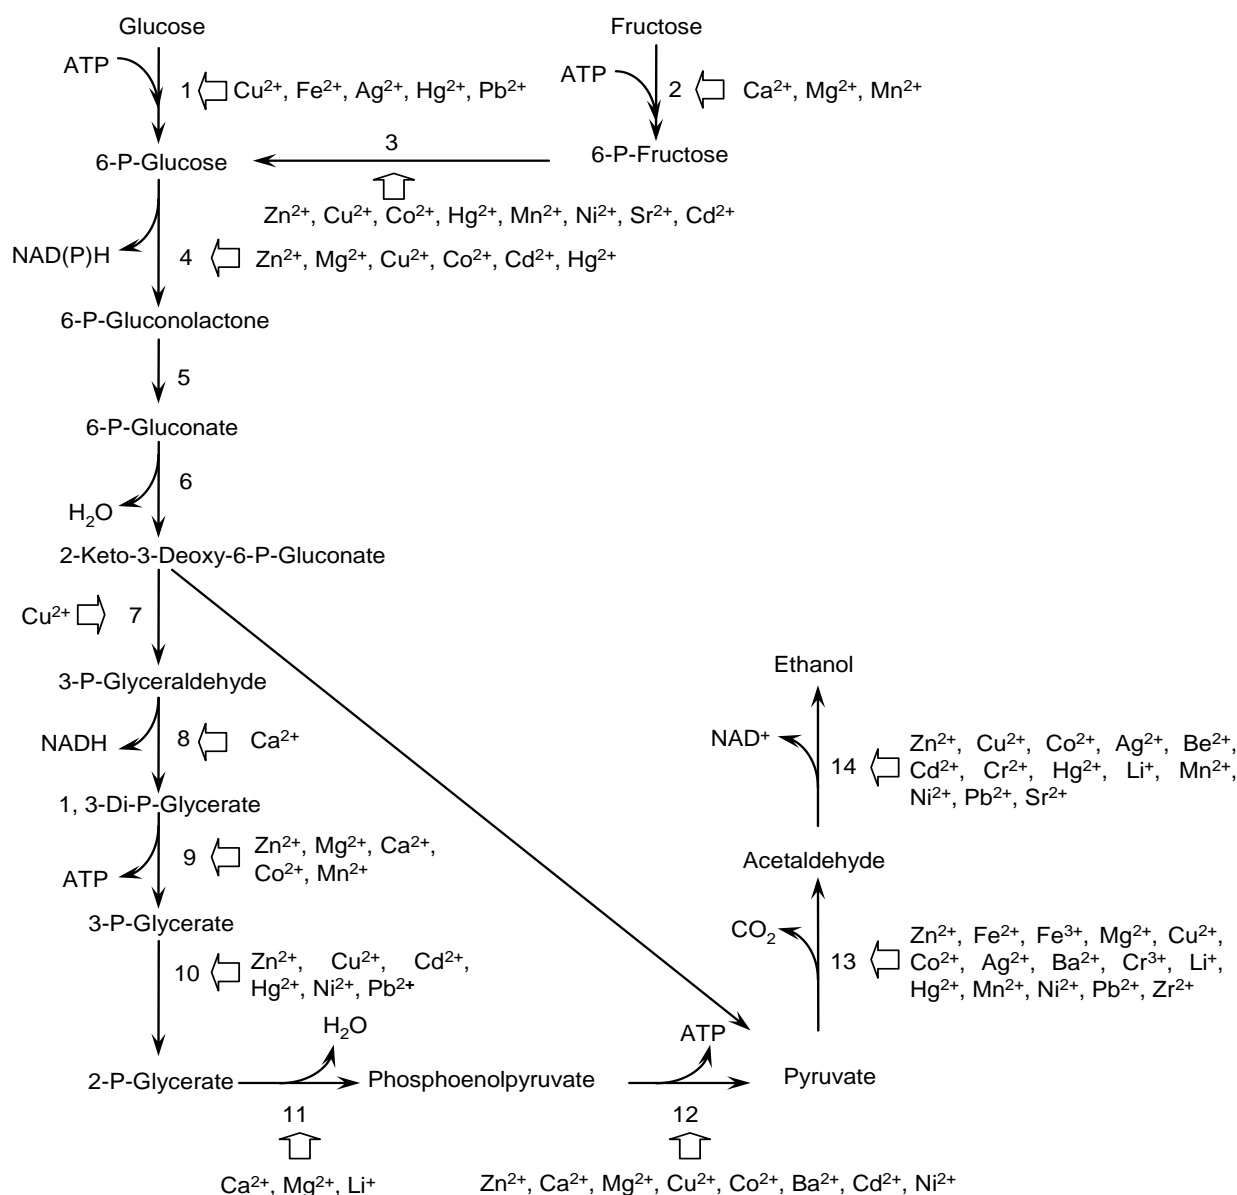 Glucose
Fructose
ATP
1
Cu²⁺, Fe²⁺, Ag²⁺, Hg²⁺, Pb²⁺
ATP
2
Ca²⁺, Mg²⁺, Mn²⁺
6-P-Glucose
3
6-P-Fructose
Zn²⁺, Cu²⁺, Co²⁺, Hg²⁺, Mn²⁺, Ni²⁺, Sr²⁺, Cd²⁺
NAD(P)H
4
Zn²⁺, Mg²⁺, Cu²⁺, Co²⁺, Cd²⁺, Hg²⁺
6-P-Gluconolactone
5
6-P-Gluconate
6
H₂O
2-Keto-3-Deoxy-6-P-Gluconate
Cu²⁺
7
3-P-Glyceraldehyde
NADH
8
Ca²⁺
1, 3-Di-P-Glycerate
ATP
9
Zn²⁺, Mg²⁺, Ca²⁺,
Co²⁺, Mn²⁺
3-P-Glycerate
10
Zn²⁺, Cu²⁺, Cd²⁺,
Hg²⁺, Ni²⁺, Pb²⁺
2-P-Glycerate
H₂O
11
Ca²⁺, Mg²⁺, Li⁺
Phosphoenolpyruvate
ATP
12
Zn²⁺, Ca²⁺, Mg²⁺, Cu²⁺, Co²⁺, Ba²⁺, Cd²⁺, Ni²⁺
Pyruvate
CO₂
13
Zn²⁺, Fe²⁺, Fe³⁺, Mg²⁺, Cu²⁺,
Co²⁺, Ag²⁺, Ba²⁺, Cr³⁺, Li⁺,
Hg²⁺, Mn²⁺, Ni²⁺, Pb²⁺, Zr²⁺
Acetaldehyde
NAD⁺
14
Zn²⁺, Cu²⁺, Co²⁺, Ag²⁺, Be²⁺,
Cd²⁺, Cr²⁺, Hg²⁺, Li⁺, Mn²⁺,
Ni²⁺, Pb²⁺, Sr²⁺
Ethanol